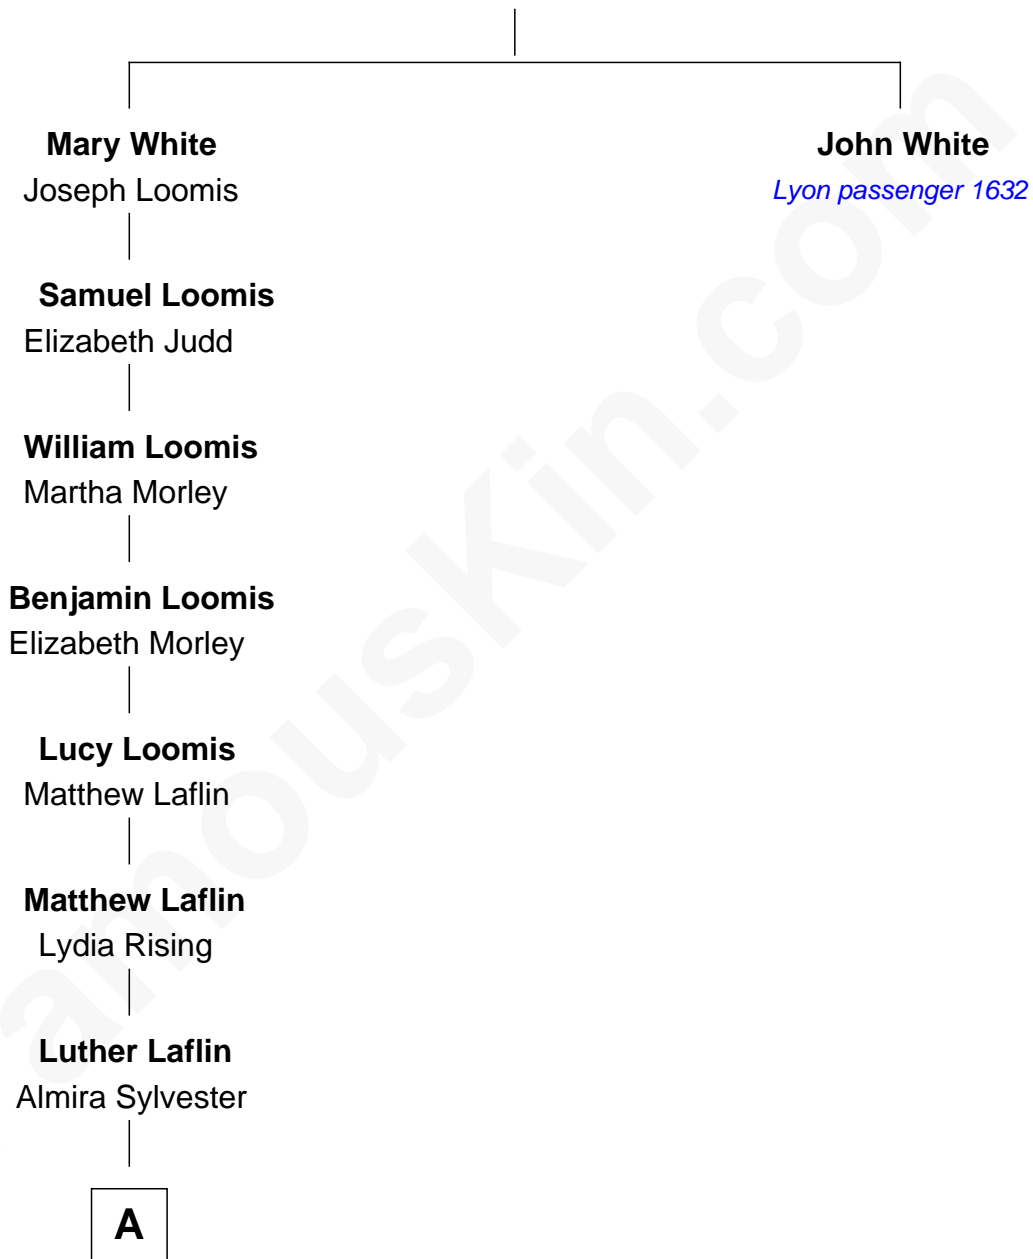 Mary White
Joseph Loomis
John White
Lyon passenger 1632
Samuel Loomis
Elizabeth Judd
William Loomis
Martha Morley
Benjamin Loomis
Elizabeth Morley
Lucy Loomis
Matthew Laflin
Matthew Laflin
Lydia Rising
Luther Laflin
Almira Sylvester
A
amouskin.com